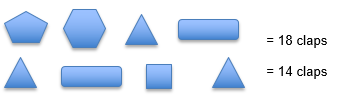 = 18 claps
= 14 claps